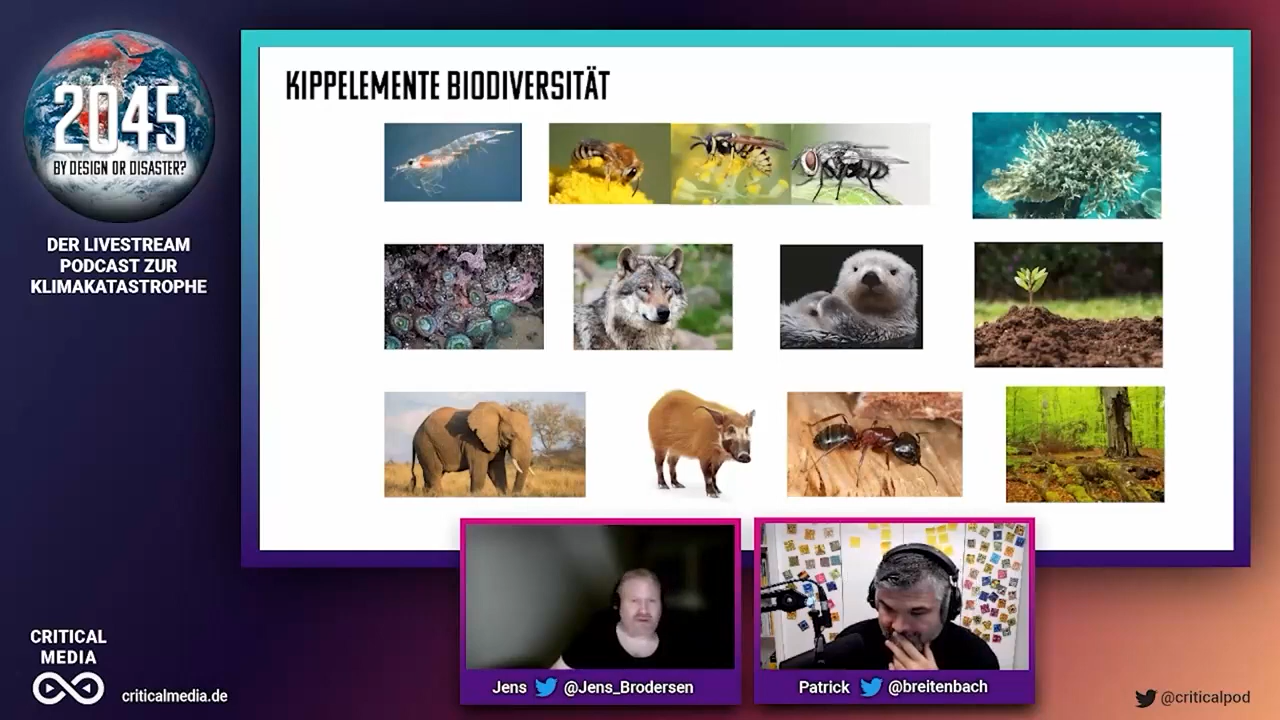 2045
BY DESIGN OR DISASTER?
DER LIVESTREAM
PODCAST ZUR
KLIMAKATASTROPHE
KIPPELEMENTE BIODIVERSITÄT
CRITICAL
MEDIA
criticalmedia.de
Jens @Jens_Brodersen
Patrick @breitenbach
@criticalpod